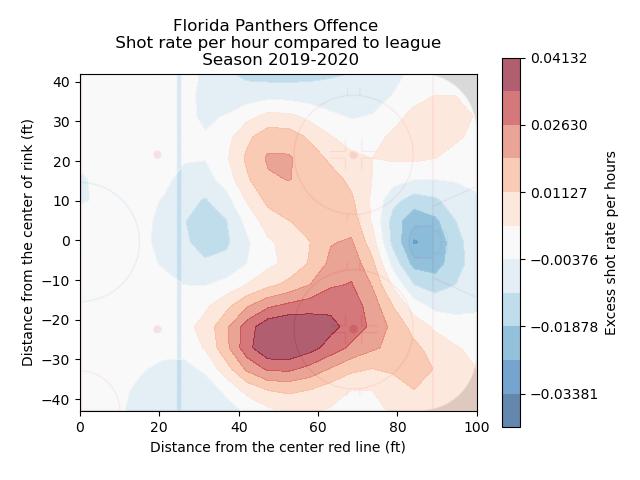 Florida Panthers Offence
Shot rate per hour compared to league
Season 2019-2020
40
30
20
10
0
−10
−20
−30
−40
Distance from the center of rink (ft)
0 20 40 60 80 100
Distance from the center red line (ft)
0.04132
0.02630
0.01127
−0.00376
−0.01878
−0.03381
Excess shot rate per hours